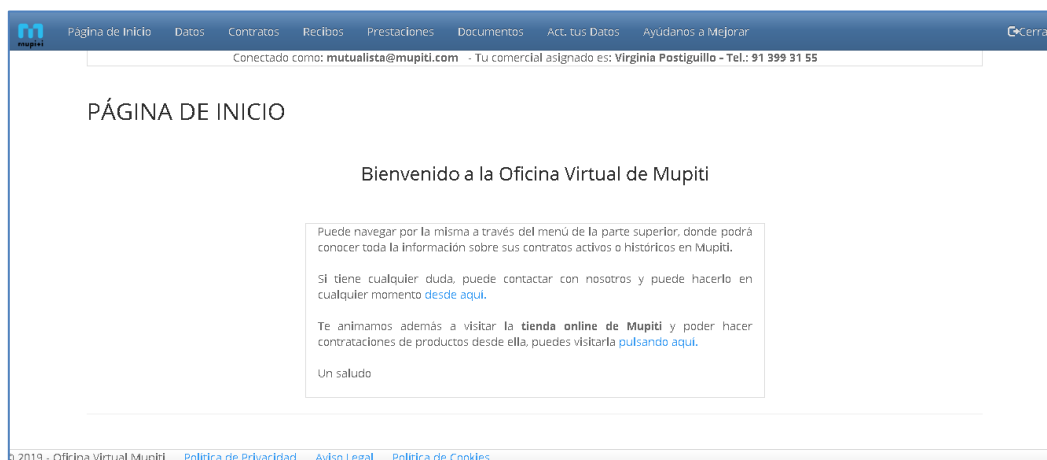 mupiti
Página de Inicio Datos Contratos Recibos Prestaciones Documentos Act. tus Datos Ayúdanos a Mejorar Cerra
Conectado como: mutualista@mupiti.com - Tu comercial asignado es: Virginia Postiguillo - Tel.: 91 399 31 55
PÁGINA DE INICIO
Bienvenido a la Oficina Virtual de Mupiti
Puede navegar por la misma a través del menú de la parte superior, donde podrá
conocer toda la información sobre sus contratos activos o históricos en Mupiti.
Si tiene cualquier duda, puede contactar con nosotros y puede hacerlo en
cualquier momento desde aquí.
Te animamos además a visitar la tienda online de Mupiti y poder hacer
contrataciones de productos desde ella, puedes visitarla pulsando aquí.
Un saludo
© 2019 - Oficina Virtual Mupiti Política de Privacidad Aviso Legal Política de Cookies